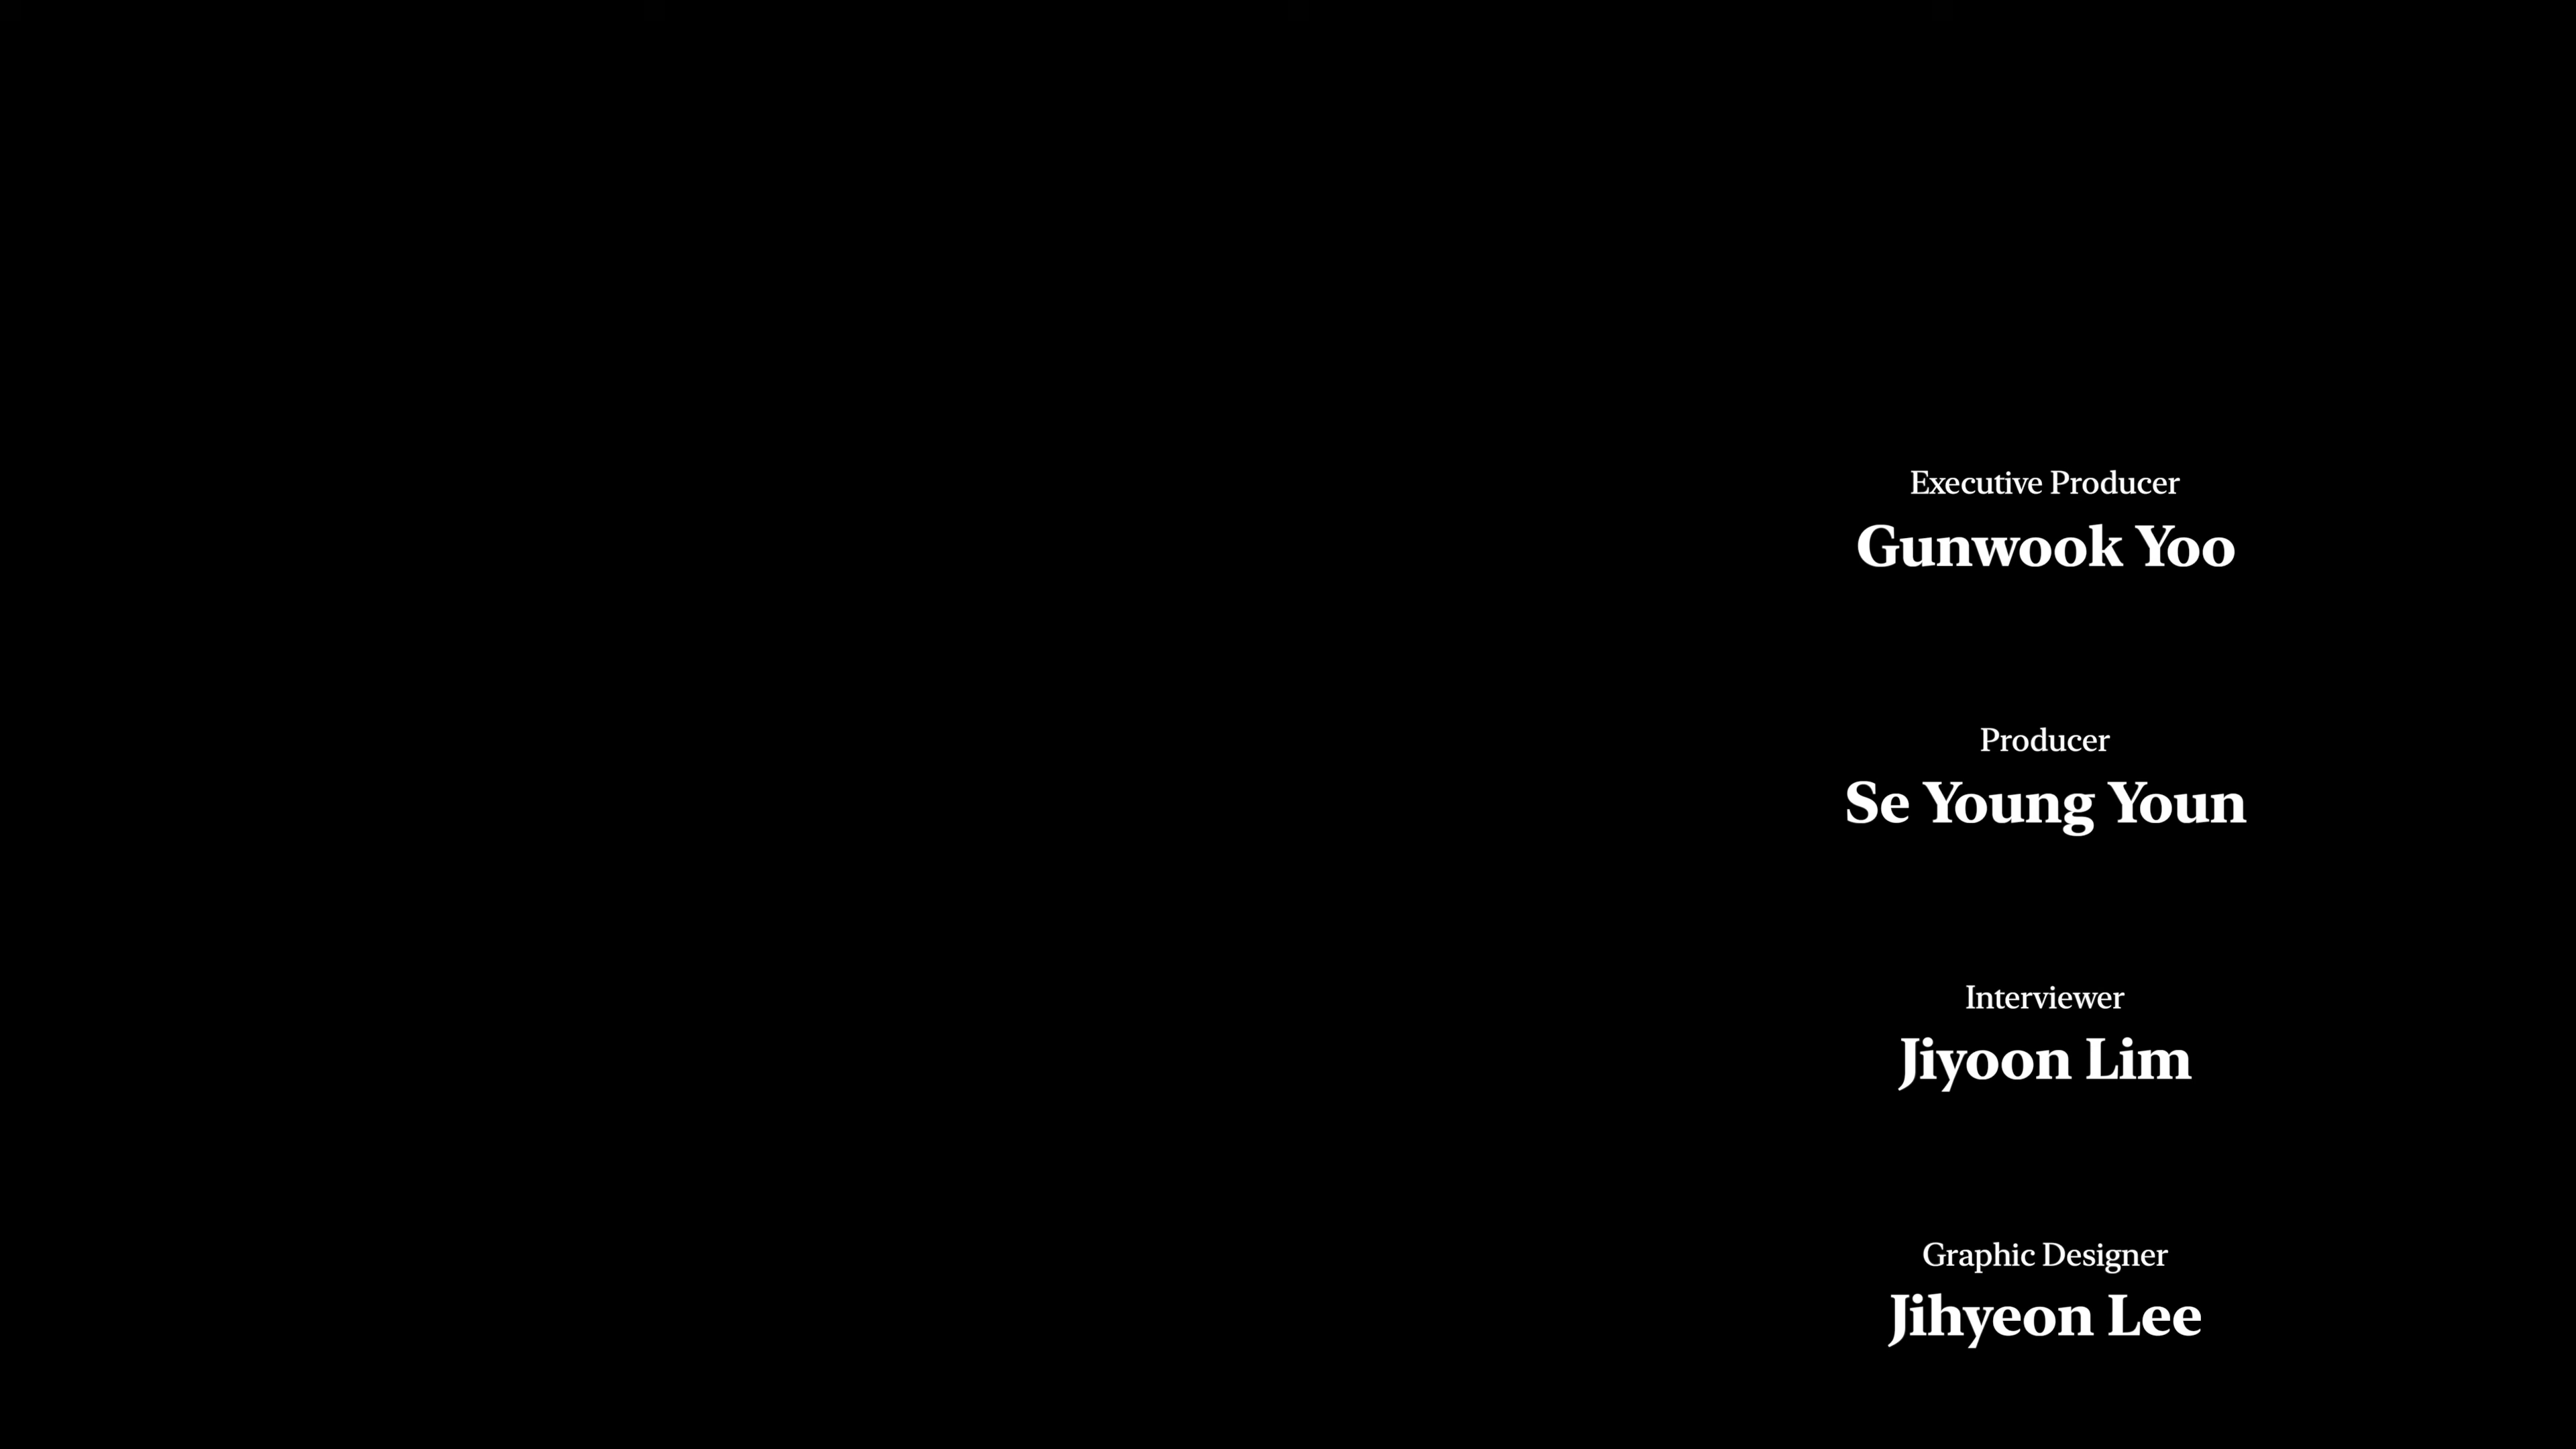 Executive Producer
Gunwook Yoo
Producer
Se Young Youn
Interviewer
Jiyoon Lim
Graphic Designer
Jihyeon Lee